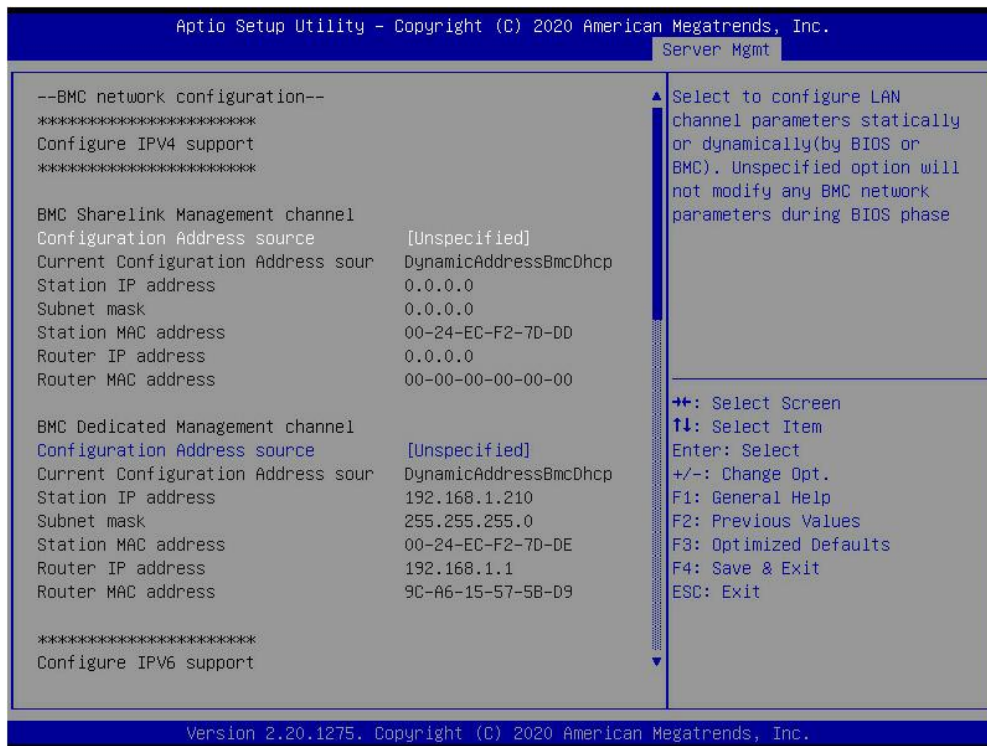 Aptio Setup Utility – Copyright (C) 2020 American Megatrends, Inc.
Server Mgmt
--BMC network configuration--
**********************
Configure IPV4 support
**********************
BMC Sharelink Management channel
Configuration Address source [Unspecified]
Current Configuration Address sour DynamicAddressBmcDhcp
Station IP address 0.0.0.0
Subnet mask 0.0.0.0
Station MAC address 00-24-EC-F2-7D-DD
Router IP address 0.0.0.0
Router MAC address 00-00-00-00-00-00
BMC Dedicated Management channel
Configuration Address source [Unspecified]
Current Configuration Address sour DynamicAddressBmcDhcp
Station IP address 192.168.1.210
Subnet mask 255.255.255.0
Station MAC address 00-24-EC-F2-7D-DE
Router IP address 192.168.1.1
Router MAC address 9C-A6-15-57-5B-D9
**********************
Configure IPV6 support
Select to configure LAN
channel parameters statically
or dynamically(by BIOS or
BMC). Unspecified option will
not modify any BMC network
parameters during BIOS phase
→←: Select Screen
↑↓: Select Item
Enter: Select
+/-: Change Opt.
F1: General Help
F2: Previous Values
F3: Optimized Defaults
F4: Save & Exit
ESC: Exit
Version 2.20.1275. Copyright (C) 2020 American Megatrends, Inc.